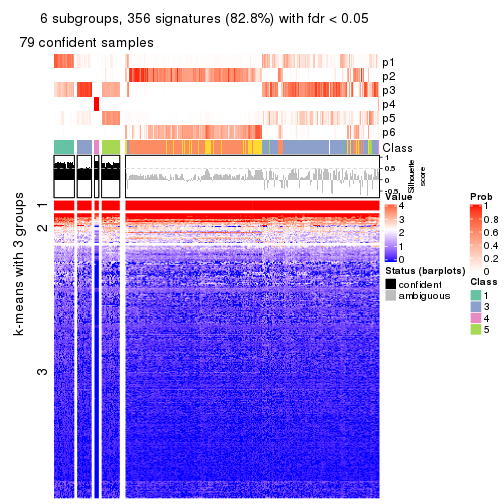 6 subgroups, 356 signatures (82.8%) with fdr < 0.05
79 confident samples
p1
p2
p3
p4
p5
p6
Class
1
0.5
0
-0.5
Silhouette
score
k-means with 3 groups
1
2
3
Value
4
3
2
1
0
Status (barplots)
confident
ambiguous
Prob
1
0.8
0.6
0.4
0.2
0
Class
1
3
4
5